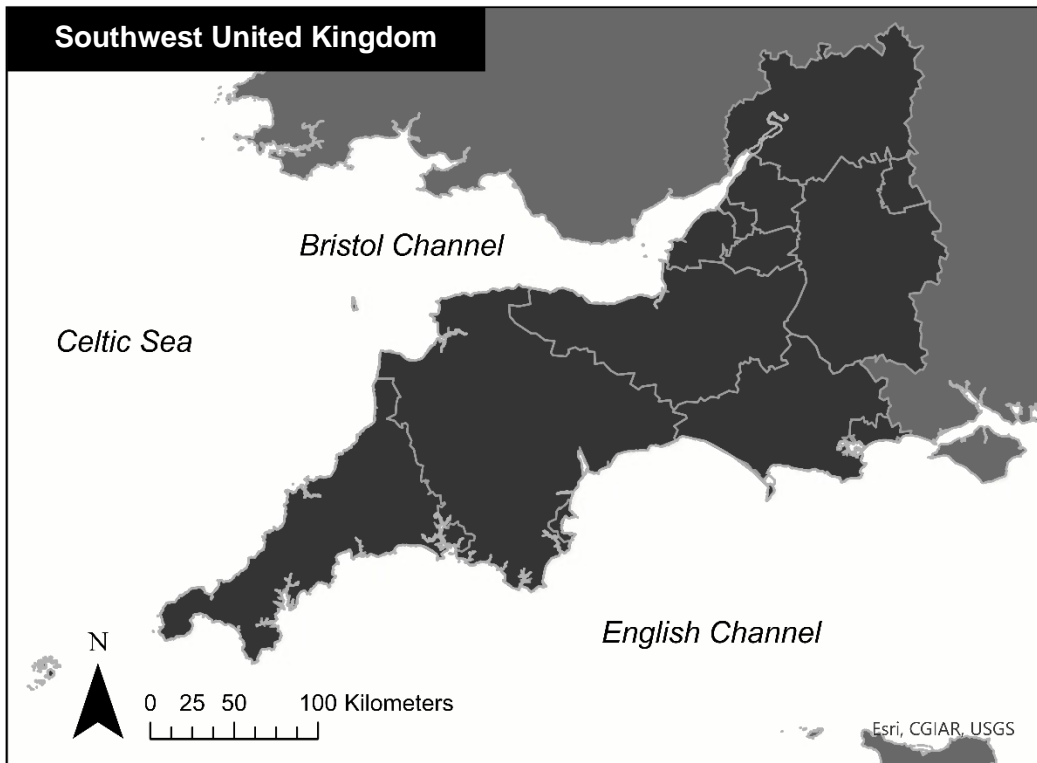 Southwest United Kingdom
Bristol Channel
Celtic Sea
English Channel
N
0 25 50 100 Kilometers
Esri, CGIAR, USGS